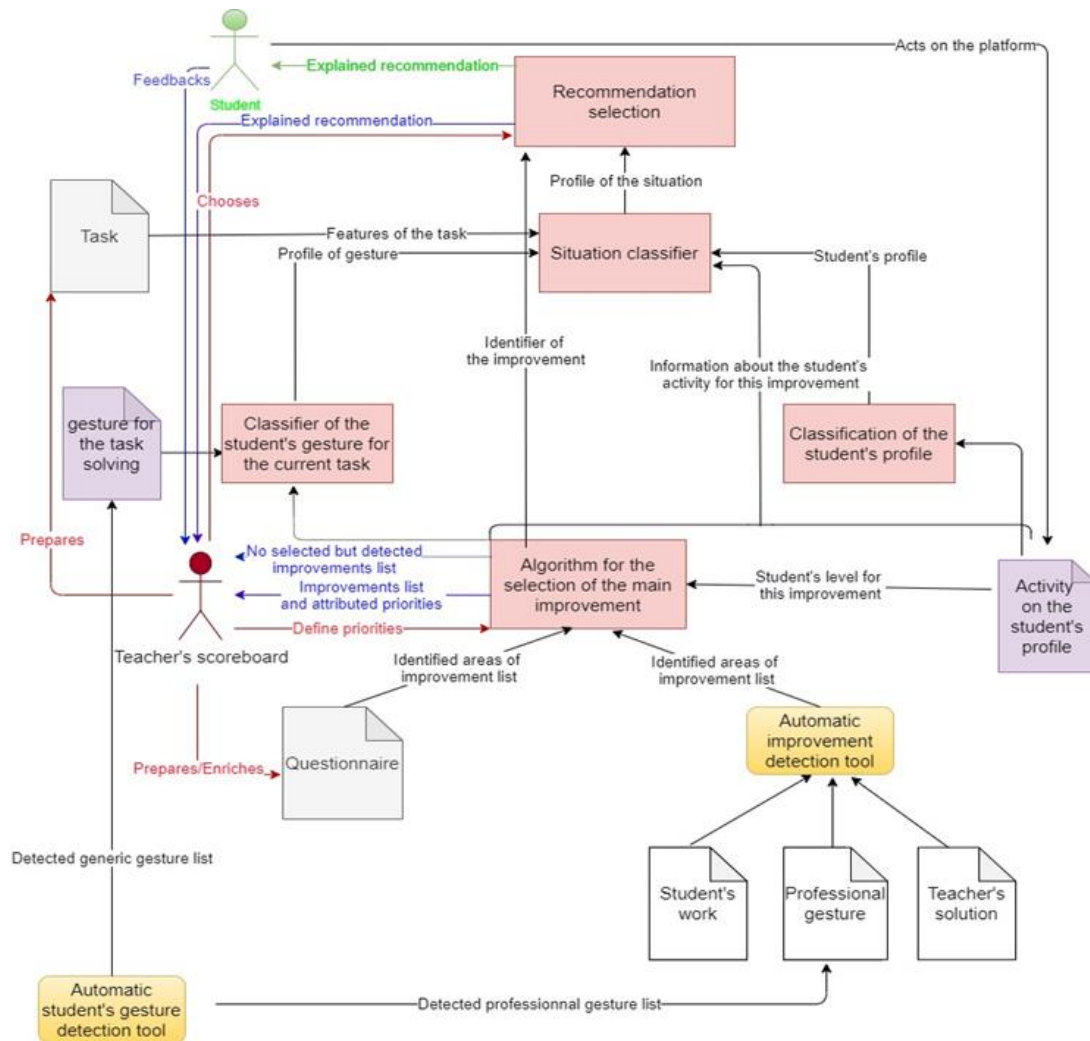 Acts on the platform
Explained recommendation
Feedbacks
Student
Recommendation
selection
Explained recommendation
Profile of the situation
Chooses
Task
Features of the task
Profile of gesture
Situation classifier
Student's profile
Identifier of
the improvement
Information about the student's
activity for this improvement
gesture for
the task
solving
Classifier of the
student's gesture for
the current task
Classification of the
student's profile
Prepares
No selected but detected
improvements list
Improvements list
and attributed priorities
Define priorities
Algorithm for the
selection of the main
improvement
Student's level for
this improvement
Activity
on the
student's
profile
Teacher's scoreboard
Identified areas of
improvement list
Identified areas of
improvement list
Prepares/Enriches
Questionnaire
Automatic
improvement
detection tool
Detected generic gesture list
Student's
work
Professional
gesture
Teacher's
solution
Automatic
student's gesture
detection tool
Detected professionnal gesture list